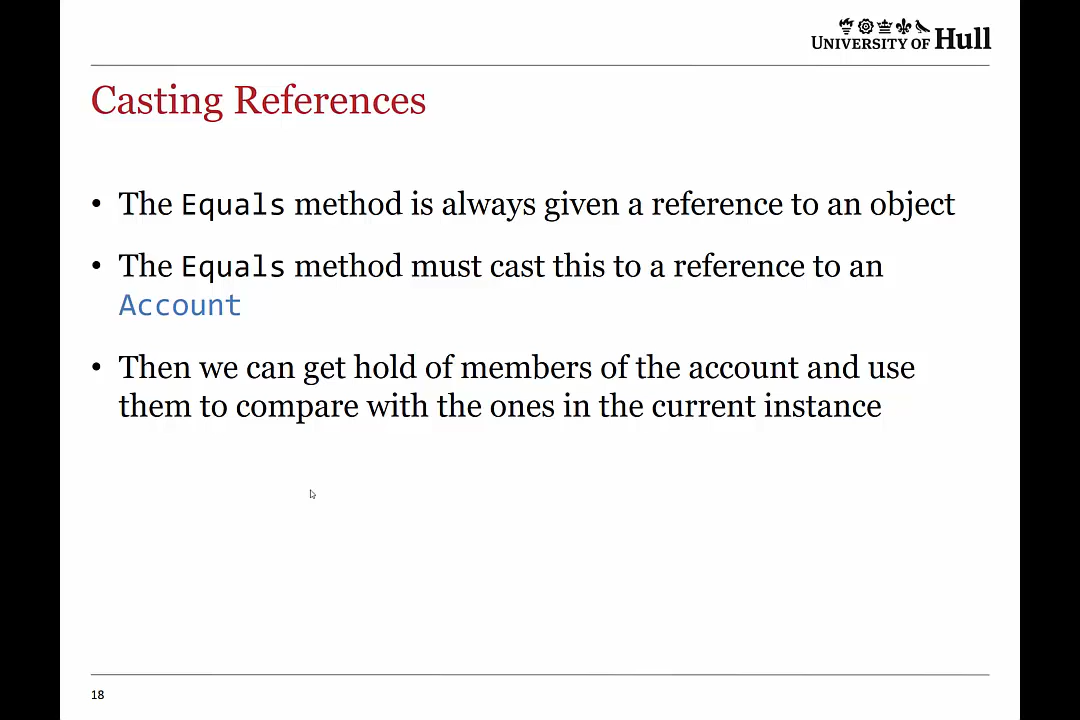 UNIVERSITY OF Hull
Casting References
• The Equals method is always given a reference to an object
• The Equals method must cast this to a reference to an
Account
• Then we can get hold of members of the account and use
them to compare with the ones in the current instance
18